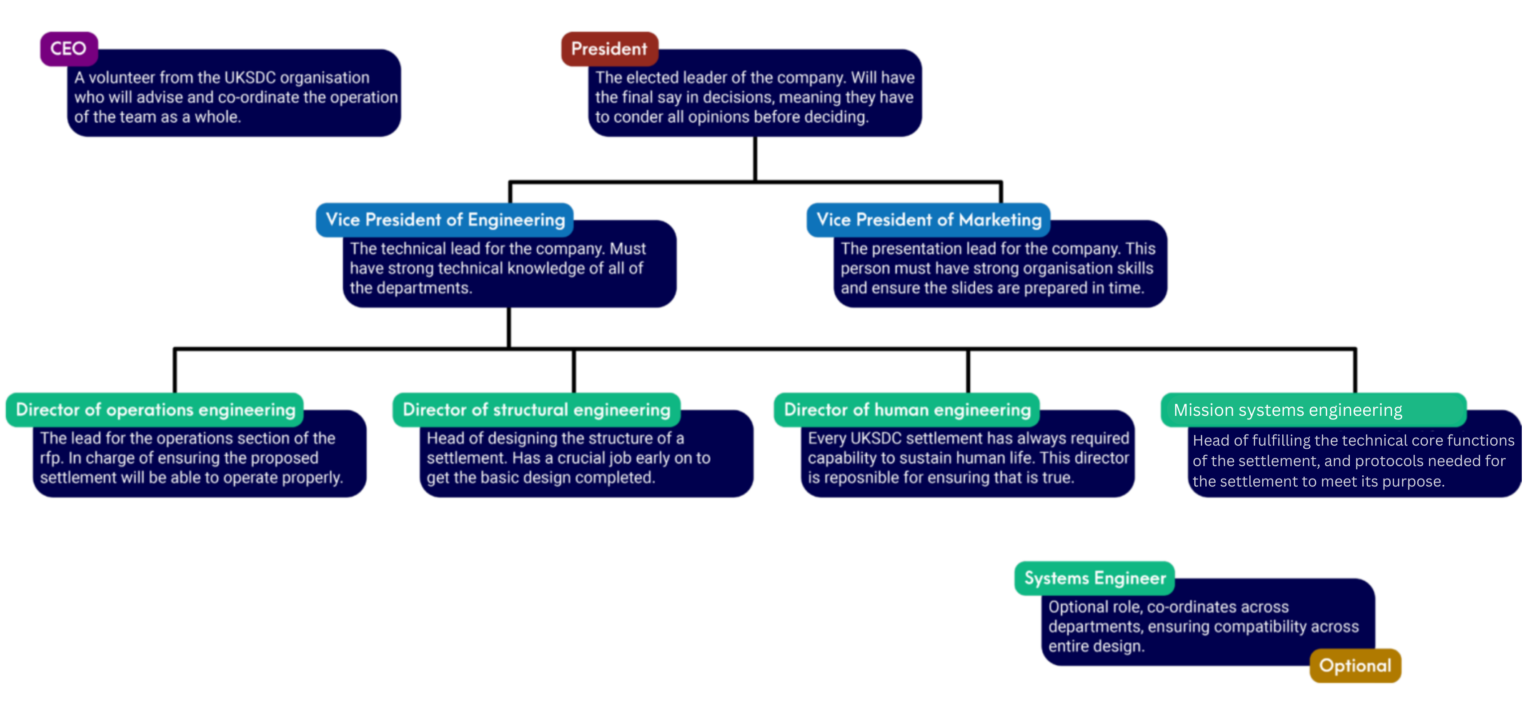 CEO
A volunteer from the UKSDC organisation
who will advise and co-ordinate the operation
of the team as a whole.
President
The elected leader of the company. Will have
the final say in decisions, meaning they have
to conder all opinions before deciding.
Vice President of Engineering
The technical lead for the company. Must
have strong technical knowledge of all of
the departments.
Vice President of Marketing
The presentation lead for the company. This
person must have strong organisation skills
and ensure the slides are prepared in time.
Director of operations engineering
The lead for the operations section of the
rfp. In charge of ensuring the proposed
settlement will be able to operate properly.
Director of structural engineering
Head of designing the structure of a
settlement. Has a crucial job early on to
get the basic design completed.
Director of human engineering
Every UKSDC settlement has always required
capability to sustain human life. This director
is reposnible for ensuring that is true.
Mission systems engineering
Head of fulfilling the technical core functions
of the settlement, and protocols needed for
the settlement to meet its purpose.
Systems Engineer
Optional role, co-ordinates across
departments, ensuring compatibility across
entire design.
Optional